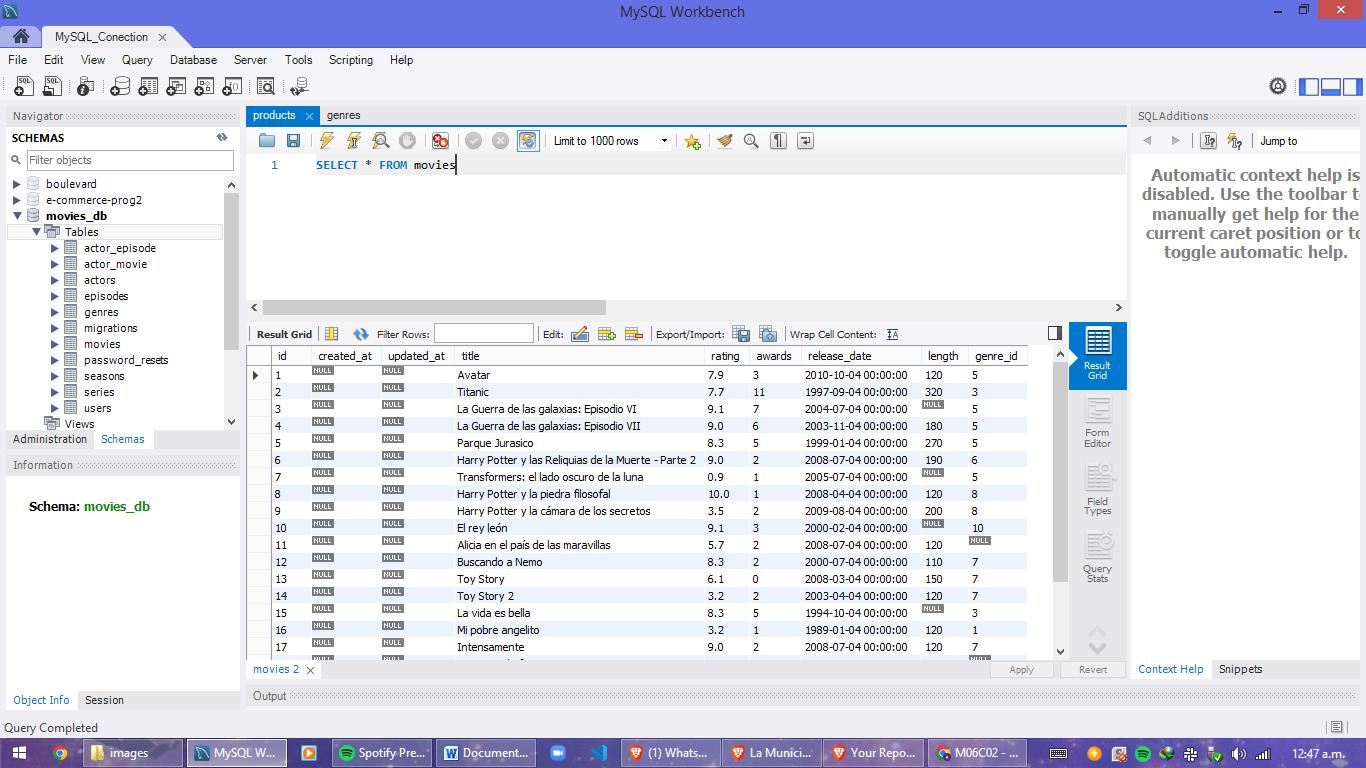 MySQL Workbench
MySQL_Conection
File Edit View Query Database Server Tools Scripting Help
Navigator
SCHEMAS
Filter objects
boulevard
e-commerce-prog2
movies_db
Tables
actor_episode
actor_movie
actors
episodes
genres
migrations
movies
password_resets
seasons
series
users
Views
Administration Schemas
Information
Schema: movies_db
Object Info Session
products genres
Limit to 1000 rows
1 SELECT * FROM movies
Result Grid Filter Rows: Edit: Export/Import: Wrap Cell Content:
id created_at updated_at title rating awards release_date length genre_id
1 NULL NULL Avatar 7.9 3 2010-10-04 00:00:00 120 5
2 NULL NULL Titanic 7.7 11 1997-09-04 00:00:00 320 3
3 NULL NULL La Guerra de las galaxias: Episodio VI 9.1 7 2004-07-04 00:00:00 NULL 5
4 NULL NULL La Guerra de las galaxias: Episodio VII 9.0 6 2003-11-04 00:00:00 180 5
5 NULL NULL Parque Jurasico 8.3 5 1999-01-04 00:00:00 270 5
6 NULL NULL Harry Potter y las Reliquias de la Muerte - Parte 2 9.0 2 2008-07-04 00:00:00 190 6
7 NULL NULL Transformers: el lado oscuro de la luna 0.9 1 2005-07-04 00:00:00 NULL 5
8 NULL NULL Harry Potter y la piedra filosofal 10.0 1 2008-04-04 00:00:00 120 8
9 NULL NULL Harry Potter y la cámara de los secretos 3.5 2 2009-08-04 00:00:00 200 8
10 NULL NULL El rey león 9.1 3 2000-02-04 00:00:00 NULL 10
11 NULL NULL Alicia en el país de las maravillas 5.7 2 2008-07-04 00:00:00 120 NULL
12 NULL NULL Buscando a Nemo 8.3 2 2000-07-04 00:00:00 110 7
13 NULL NULL Toy Story 6.1 0 2008-03-04 00:00:00 150 7
14 NULL NULL Toy Story 2 3.2 2 2003-04-04 00:00:00 120 7
15 NULL NULL La vida es bella 8.3 5 1994-10-04 00:00:00 NULL 3
16 NULL NULL Mi pobre angelito 3.2 1 1989-01-04 00:00:00 120 1
17 NULL NULL Intensamente 9.0 2 2008-07-04 00:00:00 120 7
movies 2
Apply Revert
Result
Grid
Form
Editor
Field
Types
Query
Stats
Output
SQLAdditions
Jump to
Automatic context help is
disabled. Use the toolbar t
manually get help for the
current caret position or to
toggle automatic help.
Context Help Snippets
Query Completed
images MySQL W... Spotify Pre... Document... (1) Whats... La Munici... Your Repo... M06C02 - ... 12:47 a.m.